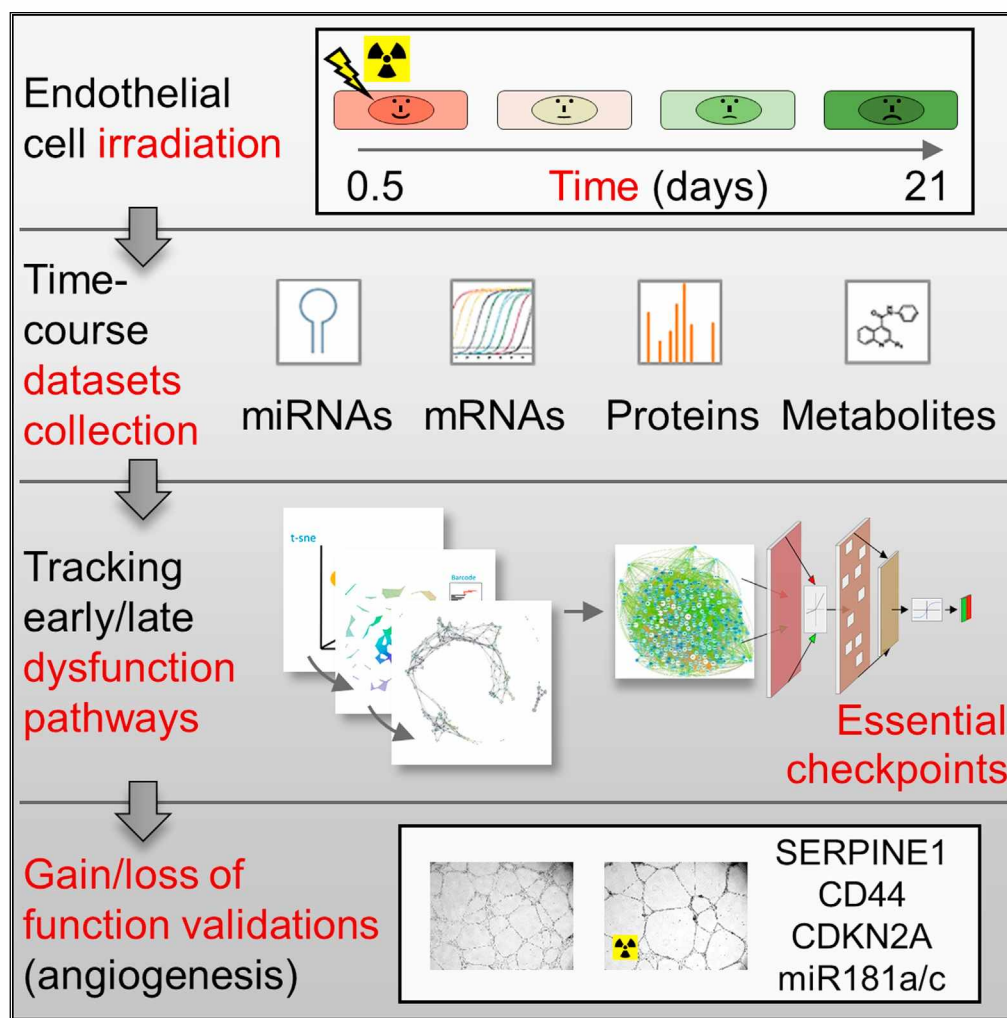 Endothelial
cell irradiation
0.5 Time (days) 21
Time-
course
datasets
collection
miRNAs mRNAs Proteins Metabolites
Tracking
early/late
dysfunction
pathways
t-sne
Barcode
Essential
checkpoints
Gain/loss of
function validations
(angiogenesis)
SERPINE1
CD44
CDKN2A
miR181a/c